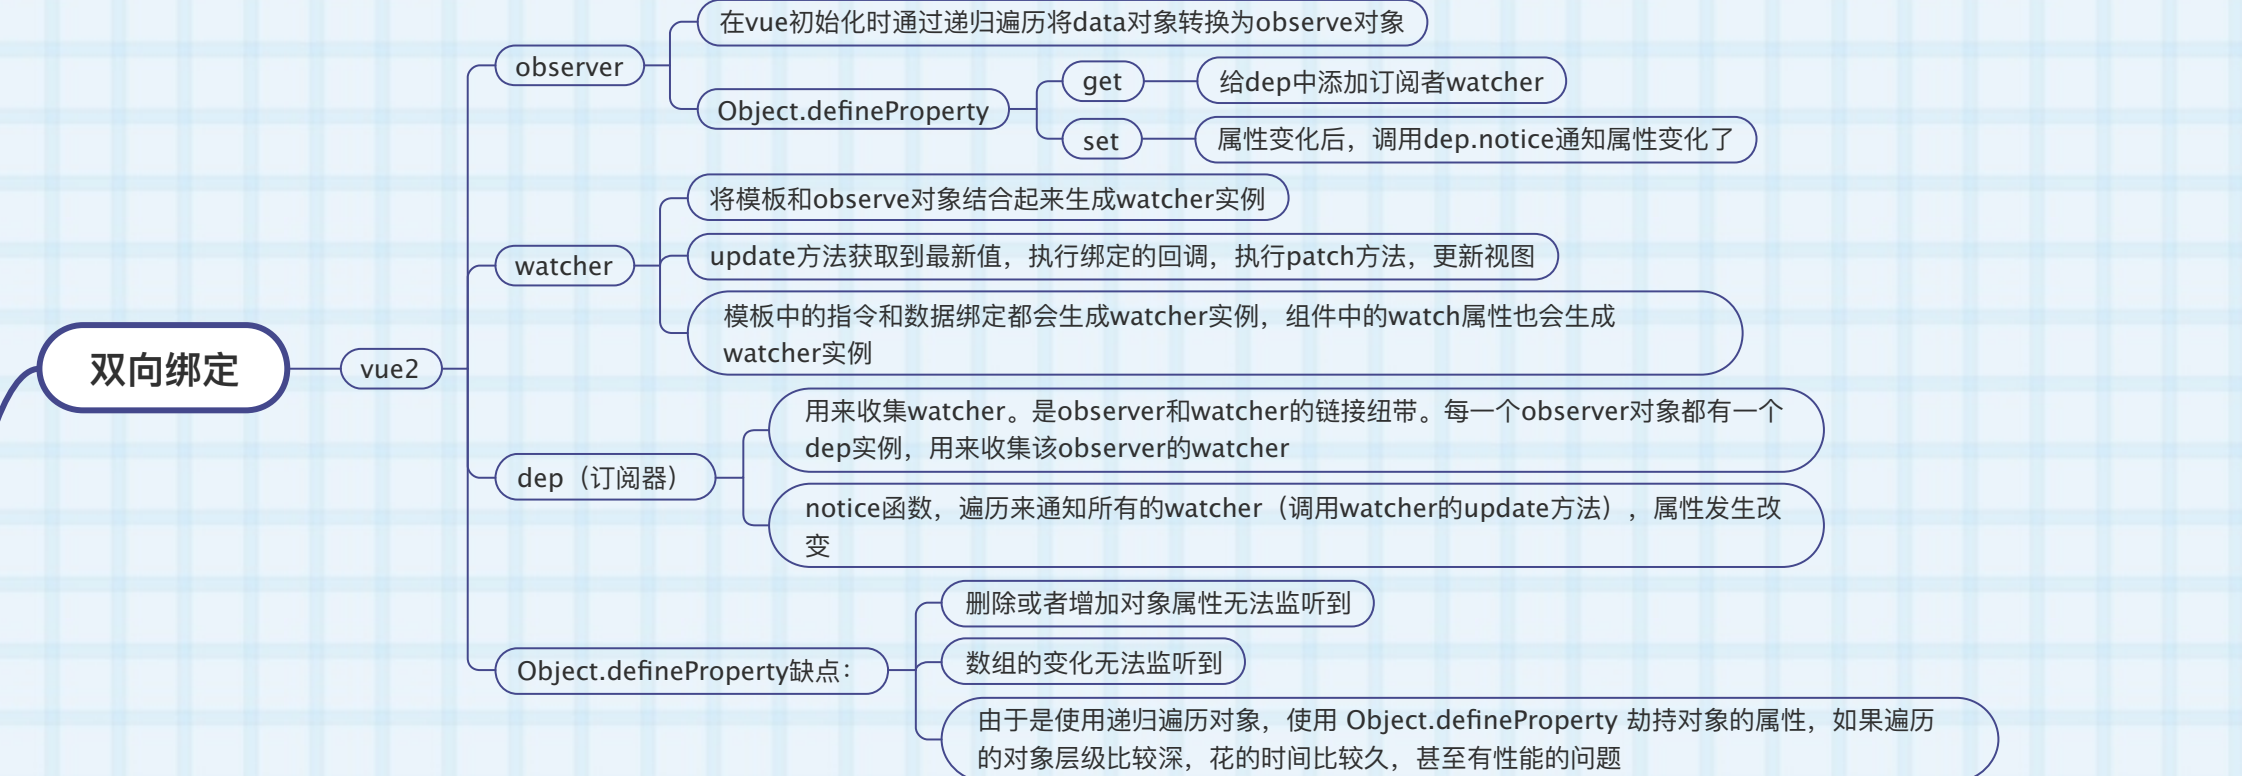 在vue初始化时通过递归遍历将data对象转换为observe对象
observer
Object.defineProperty
get
给dep中添加订阅者watcher
set
属性变化后，调用dep.notice通知属性变化了
将模板和observe对象结合起来生成watcher实例
watcher
update方法获取到最新值，执行绑定的回调，执行patch方法，更新视图
模板中的指令和数据绑定都会生成watcher实例，组件中的watch属性也会生成
watcher实例
双向绑定
vue2
用来收集watcher。是observer和watcher的链接纽带。每一个observer对象都有一个
dep实例，用来收集该observer的watcher
dep（订阅器）
notice函数，遍历来通知所有的watcher（调用watcher的update方法），属性发生改
变
删除或者增加对象属性无法监听到
Object.defineProperty缺点：
数组的变化无法监听到
由于是使用递归遍历对象，使用 Object.defineProperty 劫持对象的属性，如果遍历
的对象层级比较深，花的时间比较久，甚至有性能的问题